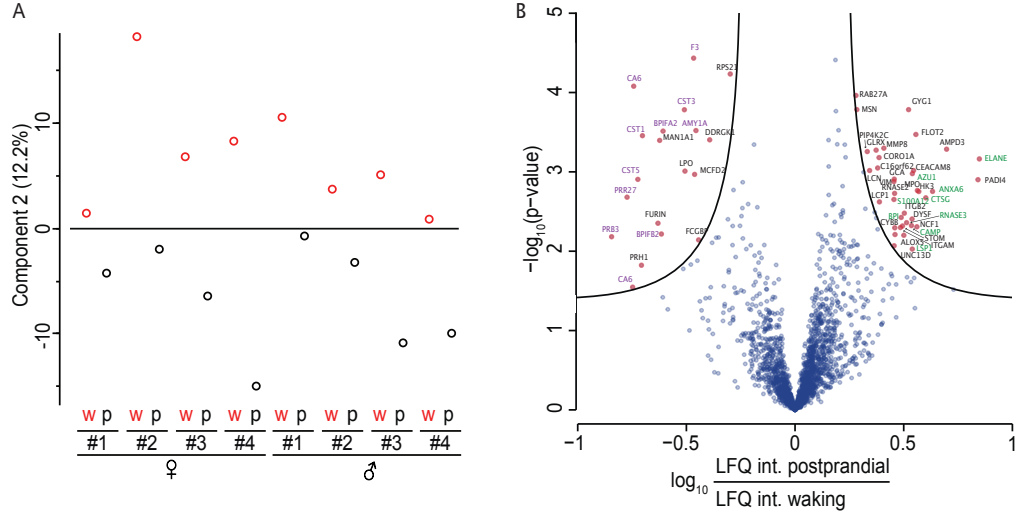 A
Component 2 (12.2%)
10
0
-10
w p w p w p w p w p w p w p w p
#1 #2 #3 #4 #1 #2 #3 #4
♀ ♂
B
−log10(p-value)
5
4
3
2
1
0
−1 −0.5 0 0.5 1
log10 LFQ int. postprandial
LFQ int. waking
F3
RPS21
CA6
CST3
BPIFA2 AMY1A
CST1
MAN1A1
DDRGK1
LPO
MCFD2
CST5
PRR27
FURIN
PRB3
BPIFB2
FCGBP
PRH1
CA6
RAB27A
MSN
GYG1
FLOT2
PIP4K2C
GLRX
MMP8
AMPD3
CORO1A
ELANE
C16orf62
CEACAM8
GCA
AZU1
LCN
PADI4
RNASE2
MPO
HK3
ANXA6
LCP1
S100A1
CTSG
ITGB2
BPI
DYSF
RNASE3
CYBB
NCF1
CAMP
STOM
ALOX5
ITGAM
LSP1
UNC13D